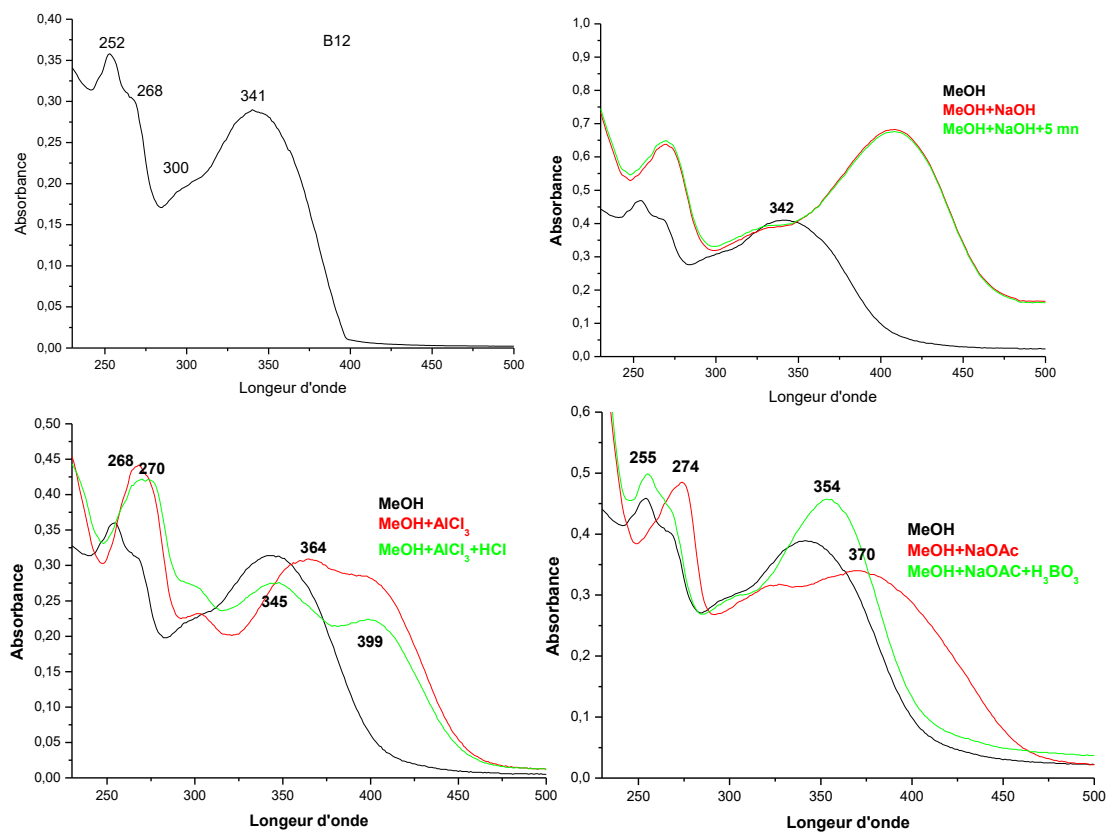 B12
252
268
300
341
0,40
0,35
0,30
0,25
0,20
0,15
0,10
0,05
0,00
Absorbance
250 300 350 400 450 500
Longeur d'onde
MeOH
MeOH+NaOH
MeOH+NaOH+5 mn
342
1,0
0,9
0,8
0,7
0,6
0,5
0,4
0,3
0,2
0,1
0,0
Absorbance
250 300 350 400 450 500
Longeur d'onde
268
270
MeOH
MeOH+AlCl₃
MeOH+AlCl₃+HCl
364
345
399
0,50
0,45
0,40
0,35
0,30
0,25
0,20
0,15
0,10
0,05
0,00
Absorbance
250 300 350 400 450 500
Longeur d'onde
255
274
354
370
MeOH
MeOH+NaOAc
MeOH+NaOAC+H₃BO₃
0,6
0,5
0,4
0,3
0,2
0,1
0,0
Absorbance
250 300 350 400 450 500
Longeur d'onde